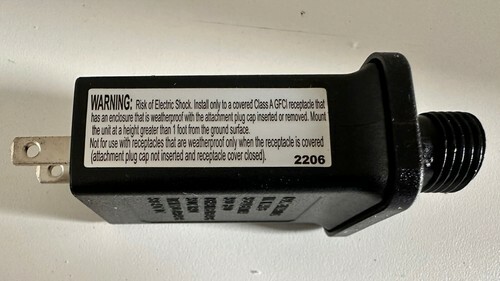 WARNING: Risk of Electric Shock. Install only to a covered Class A GFCI receptacle that
has an enclosure that is weatherproof with the attachment plug cap inserted or removed. Mount
the unit at a height greater than 1 foot from the ground surface.
Not for use with receptacles that are weatherproof only when the receptacle is covered
(attachment plug cap not inserted and receptacle cover closed).
2206